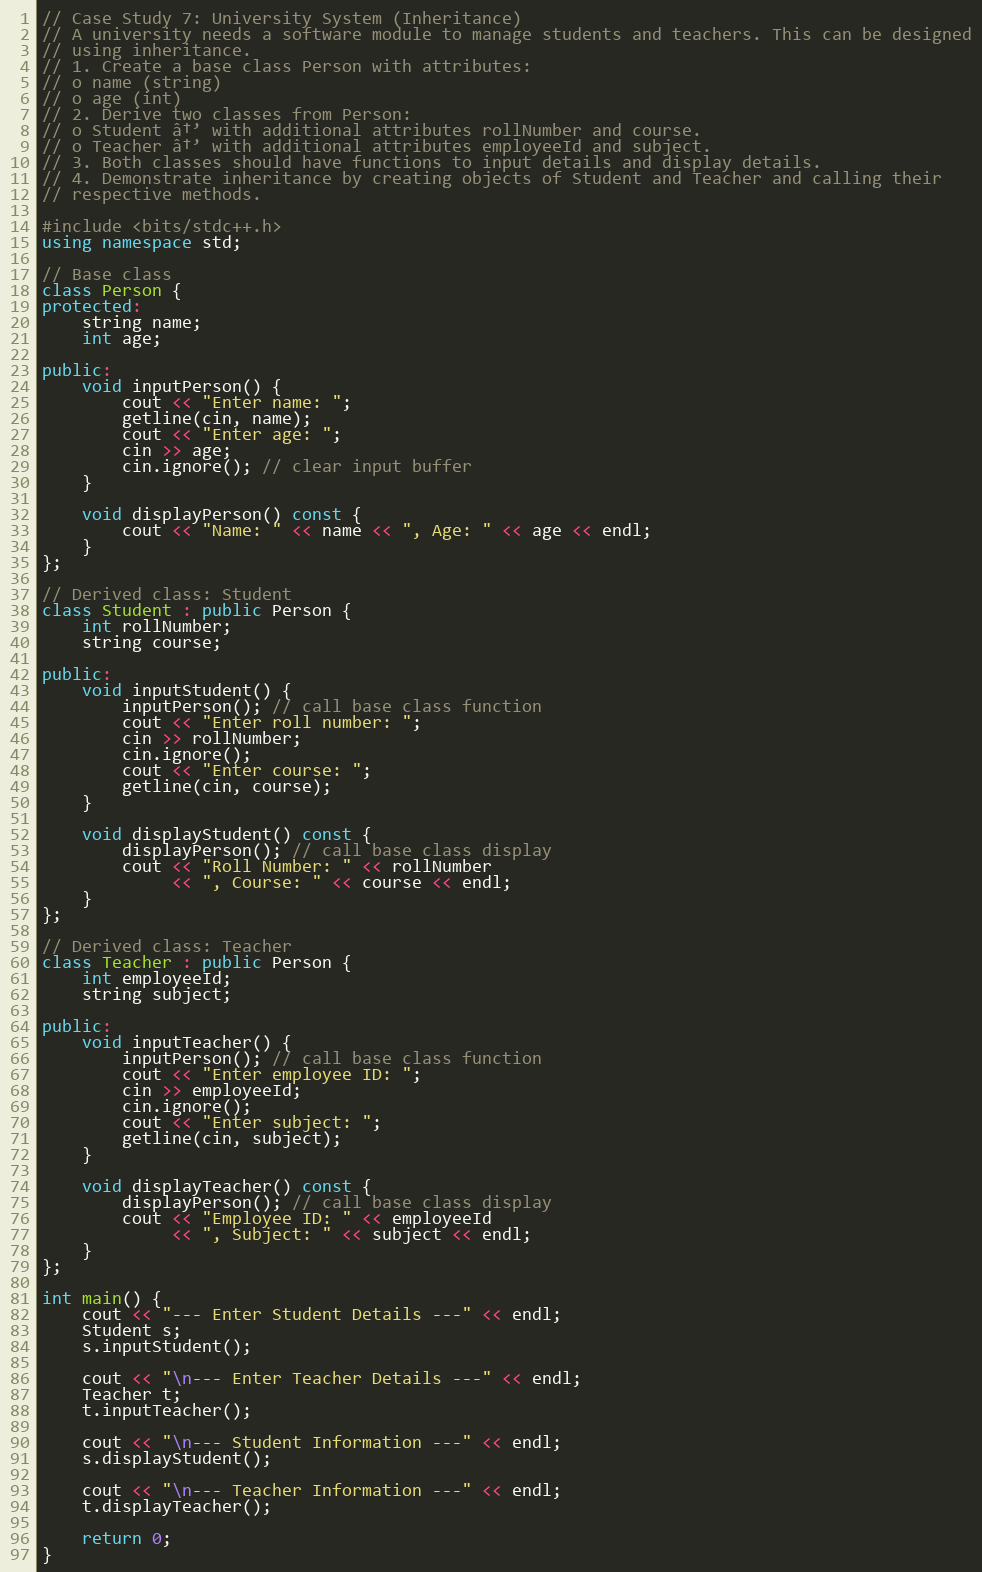 1 // Case Study 7: University System (Inheritance)
2 // A university needs a software module to manage students and teachers. This can be designed
3 // using inheritance.
4 // 1. Create a base class Person with attributes:
5 // o name (string)
6 // o age (int)
7 // 2. Derive two classes from Person:
8 // o Student â†’ with additional attributes rollNumber and course.
9 // o Teacher â†’ with additional attributes employeeId and subject.
10 // 3. Both classes should have functions to input details and display details.
11 // 4. Demonstrate inheritance by creating objects of Student and Teacher and calling their
12 // respective methods.
13
14 #include <bits/stdc++.h>
15 using namespace std;
16
17 // Base class
18 class Person {
19 protected:
20     string name;
21     int age;
22
23 public:
24     void inputPerson() {
25         cout << "Enter name: ";
26         getline(cin, name);
27         cout << "Enter age: ";
28         cin >> age;
29         cin.ignore(); // clear input buffer
30     }
31
32     void displayPerson() const {
33         cout << "Name: " << name << ", Age: " << age << endl;
34     }
35 };
36
37 // Derived class: Student
38 class Student : public Person {
39     int rollNumber;
40     string course;
41
42 public:
43     void inputStudent() {
44         inputPerson(); // call base class function
45         cout << "Enter roll number: ";
46         cin >> rollNumber;
47         cin.ignore();
48         cout << "Enter course: ";
49         getline(cin, course);
50     }
51
52     void displayStudent() const {
53         displayPerson(); // call base class display
54         cout << "Roll Number: " << rollNumber
55              << ", Course: " << course << endl;
56     }
57 };
58
59 // Derived class: Teacher
60 class Teacher : public Person {
61     int employeeId;
62     string subject;
63
64 public:
65     void inputTeacher() {
66         inputPerson(); // call base class function
67         cout << "Enter employee ID: ";
68         cin >> employeeId;
69         cin.ignore();
70         cout << "Enter subject: ";
71         getline(cin, subject);
72     }
73
74     void displayTeacher() const {
75         displayPerson(); // call base class display
76         cout << "Employee ID: " << employeeId
77              << ", Subject: " << subject << endl;
78     }
79 };
80
81 int main() {
82     cout << "--- Enter Student Details ---" << endl;
83     Student s;
84     s.inputStudent();
85
86     cout << "\n--- Enter Teacher Details ---" << endl;
87     Teacher t;
88     t.inputTeacher();
89
90     cout << "\n--- Student Information ---" << endl;
91     s.displayStudent();
92
93     cout << "\n--- Teacher Information ---" << endl;
94     t.displayTeacher();
95
96     return 0;
97 }